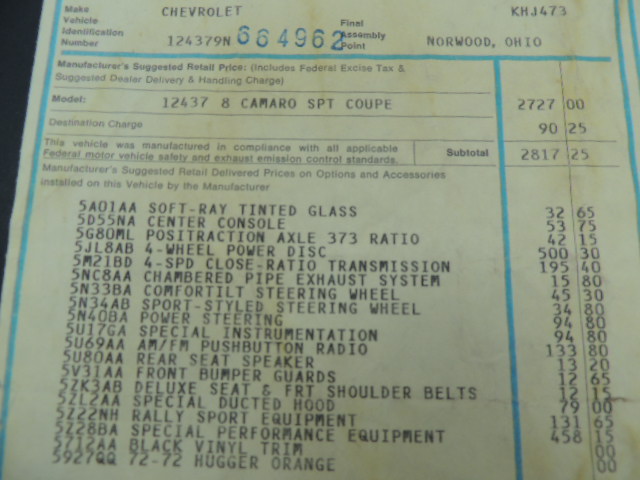 Make CHEVROLET KHJ473
Vehicle Identification Number 124379N664962 Final Assembly Point NORWOOD, OHIO
Manufacturer's Suggested Retail Price: (Includes Federal Excise Tax &
Suggested Dealer Delivery & Handling Charge)
Model: 12437 8 CAMARO SPT COUPE 2727 00
Destination Charge 90 25
This vehicle was manufactured in compliance with all applicable
Federal motor vehicle safety and exhaust emission control standards. Subtotal 2817 25
Manufacturer's Suggested Retail Delivered Prices on Options and Accessories
installed on this Vehicle by the Manufacturer
5A01AA SOFT-RAY TINTED GLASS 32 65
5D55NA CENTER CONSOLE 53 75
5G80ML POSITRACTION AXLE 373 RATIO 42 15
5JL8AB 4-WHEEL POWER DISC 500 30
5M21BD 4-SPD CLOSE-RATIO TRANSMISSION 195 40
5NC8AA CHAMBERED PIPE EXHAUST SYSTEM 15 80
5N33BA COMFORTILT STEERING WHEEL 45 30
5N34AB SPORT-STYLED STEERING WHEEL 34 80
5N40BA POWER STEERING 94 80
5U17GA SPECIAL INSTRUMENTATION 94 80
5U69AA AM/FM PUSHBUTTON RADIO 133 80
5U80AA REAR SEAT SPEAKER 13 20
5V31AA FRONT BUMPER GUARDS 12 65
5ZK3AB DELUXE SEAT & FRT SHOULDER BELTS 12 15
5ZL2AA SPECIAL DUCTED HOOD 79 00
5Z22NH RALLY SPORT EQUIPMENT 131 65
5Z28BA SPECIAL PERFORMANCE EQUIPMENT 458 15
5712AA BLACK VINYL TRIM 00
5927QQ 72-72 HUGGER ORANGE 00